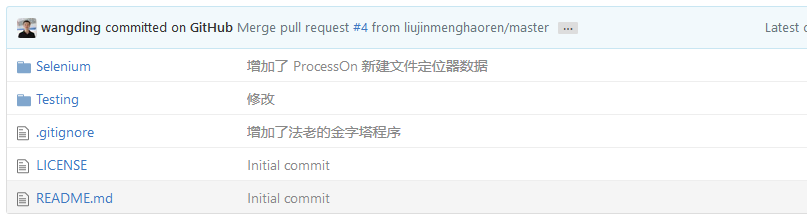 wangding committed on GitHub Merge pull request #4 from liujinmenghaoren/master ... Latest c
Selenium 增加了 ProcessOn 新建文件定位器数据
Testing 修改
.gitignore 增加了法老的金字塔程序
LICENSE Initial commit
README.md Initial commit